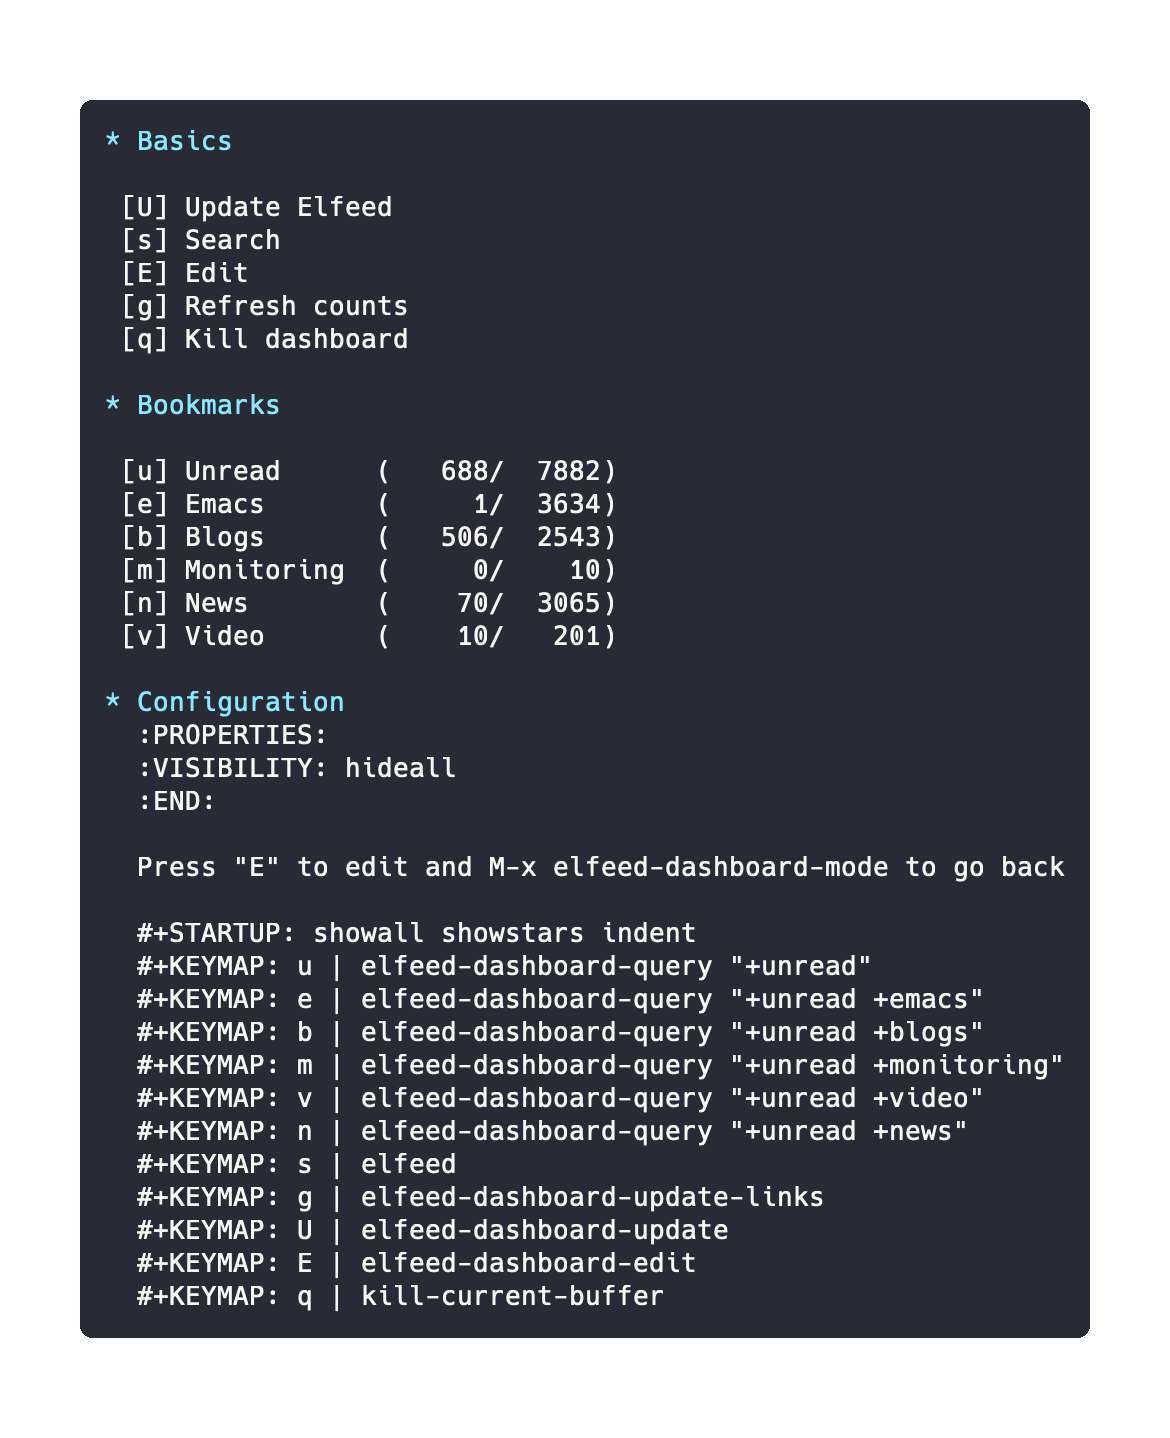 * Basics

 [U] Update Elfeed
 [s] Search
 [E] Edit
 [g] Refresh counts
 [q] Kill dashboard

* Bookmarks

 [u] Unread      (   688/  7882)
 [e] Emacs       (     1/  3634)
 [b] Blogs       (   506/  2543)
 [m] Monitoring  (     0/    10)
 [n] News        (    70/  3065)
 [v] Video       (    10/   201)

* Configuration
  :PROPERTIES:
  :VISIBILITY: hideall
  :END:

  Press "E" to edit and M-x elfeed-dashboard-mode to go back

  #+STARTUP: showall showstars indent
  #+KEYMAP: u | elfeed-dashboard-query "+unread"
  #+KEYMAP: e | elfeed-dashboard-query "+unread +emacs"
  #+KEYMAP: b | elfeed-dashboard-query "+unread +blogs"
  #+KEYMAP: m | elfeed-dashboard-query "+unread +monitoring"
  #+KEYMAP: v | elfeed-dashboard-query "+unread +video"
  #+KEYMAP: n | elfeed-dashboard-query "+unread +news"
  #+KEYMAP: s | elfeed
  #+KEYMAP: g | elfeed-dashboard-update-links
  #+KEYMAP: U | elfeed-dashboard-update
  #+KEYMAP: E | elfeed-dashboard-edit
  #+KEYMAP: q | kill-current-buffer